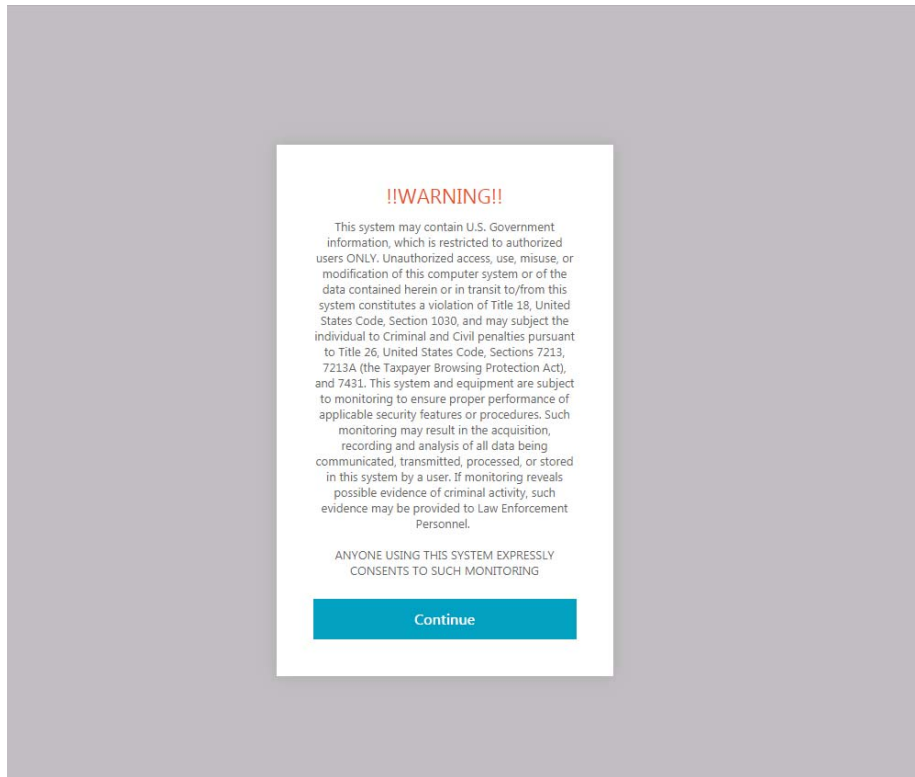 !!WARNING!!
This system may contain U.S. Government
information, which is restricted to authorized
users ONLY. Unauthorized access, use, misuse, or
modification of this computer system or of the
data contained herein or in transit to/from this
system constitutes a violation of Title 18, United
States Code, Section 1030, and may subject the
individual to Criminal and Civil penalties pursuant
to Title 26, United States Code, Sections 7213,
7213A (the Taxpayer Browsing Protection Act),
and 7431. This system and equipment are subject
to monitoring to ensure proper performance of
applicable security features or procedures. Such
monitoring may result in the acquisition,
recording and analysis of all data being
communicated, transmitted, processed, or stored
in this system by a user. If monitoring reveals
possible evidence of criminal activity, such
evidence may be provided to Law Enforcement
Personnel.
ANYONE USING THIS SYSTEM EXPRESSLY
CONSENTS TO SUCH MONITORING
Continue